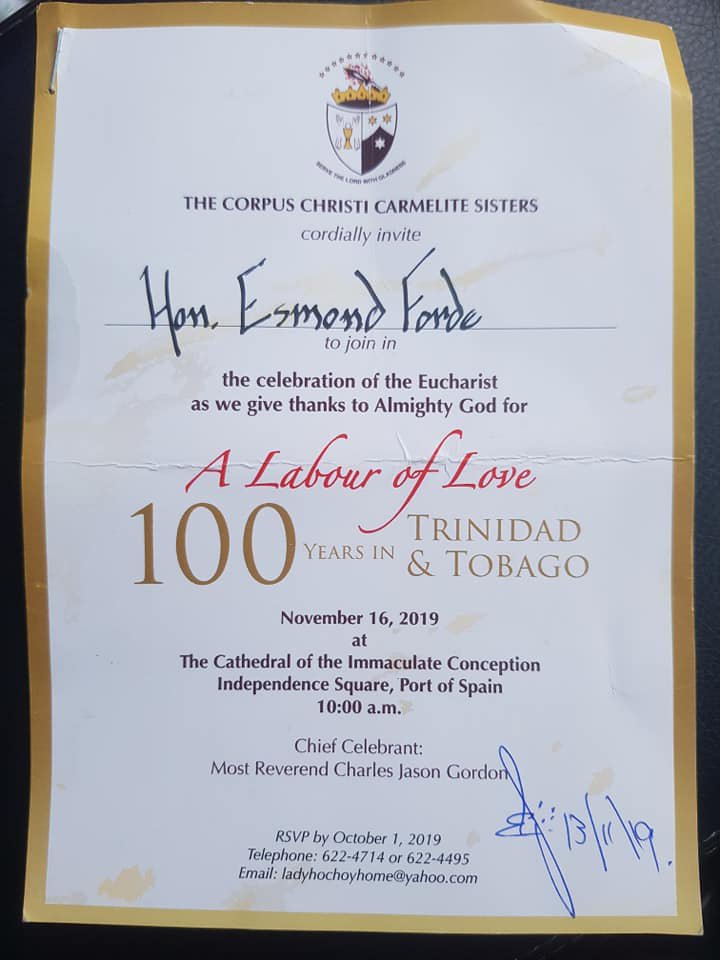 SERVE THE LORD WITH GLADNESS
THE CORPUS CHRISTI CARMELITE SISTERS
cordially invite
Hon. Esmond Forde
to join in
the celebration of the Eucharist
as we give thanks to Almighty God for
A Labour of Love
100 YEARS IN TRINIDAD & TOBAGO
November 16, 2019
at
The Cathedral of the Immaculate Conception
Independence Square, Port of Spain
10:00 a.m.
Chief Celebrant:
Most Reverend Charles Jason Gordon
13/11/19.
RSVP by October 1, 2019
Telephone: 622-4714 or 622-4495
Email: ladyhochoyhome@yahoo.com